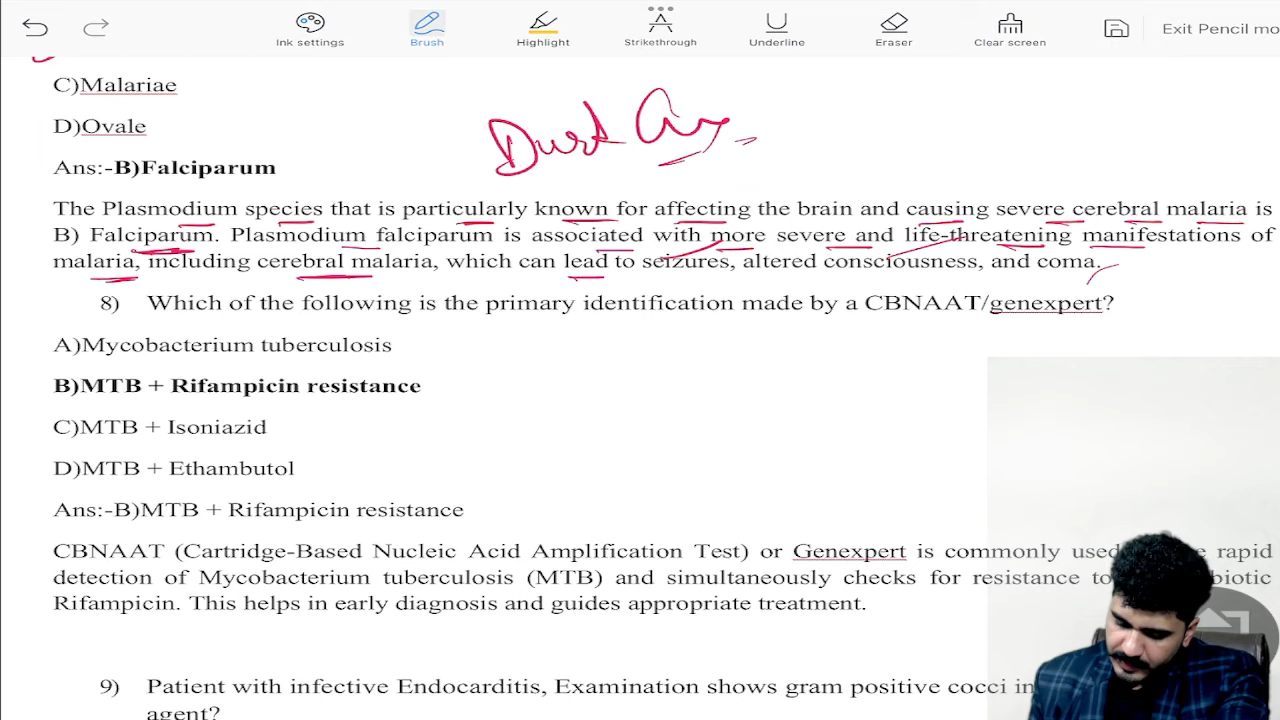 Ink settings Brush Highlight Strikethrough Underline Eraser Clear screen Exit Pencil mo
C)Malariae
D)Ovale
Ans:-B)Falciparum
The Plasmodium species that is particularly known for affecting the brain and causing severe cerebral malaria is
B) Falciparum. Plasmodium falciparum is associated with more severe and life-threatening manifestations of
malaria, including cerebral malaria, which can lead to seizures, altered consciousness, and coma.
8) Which of the following is the primary identification made by a CBNAAT/genexpert?
A)Mycobacterium tuberculosis
B)MTB + Rifampicin resistance
C)MTB + Isoniazid
D)MTB + Ethambutol
Ans:-B)MTB + Rifampicin resistance
CBNAAT (Cartridge-Based Nucleic Acid Amplification Test) or Genexpert is commonly used rapid
detection of Mycobacterium tuberculosis (MTB) and simultaneously checks for resistance to
Rifampicin. This helps in early diagnosis and guides appropriate treatment.
9) Patient with infective Endocarditis, Examination shows gram positive cocci in
agent?